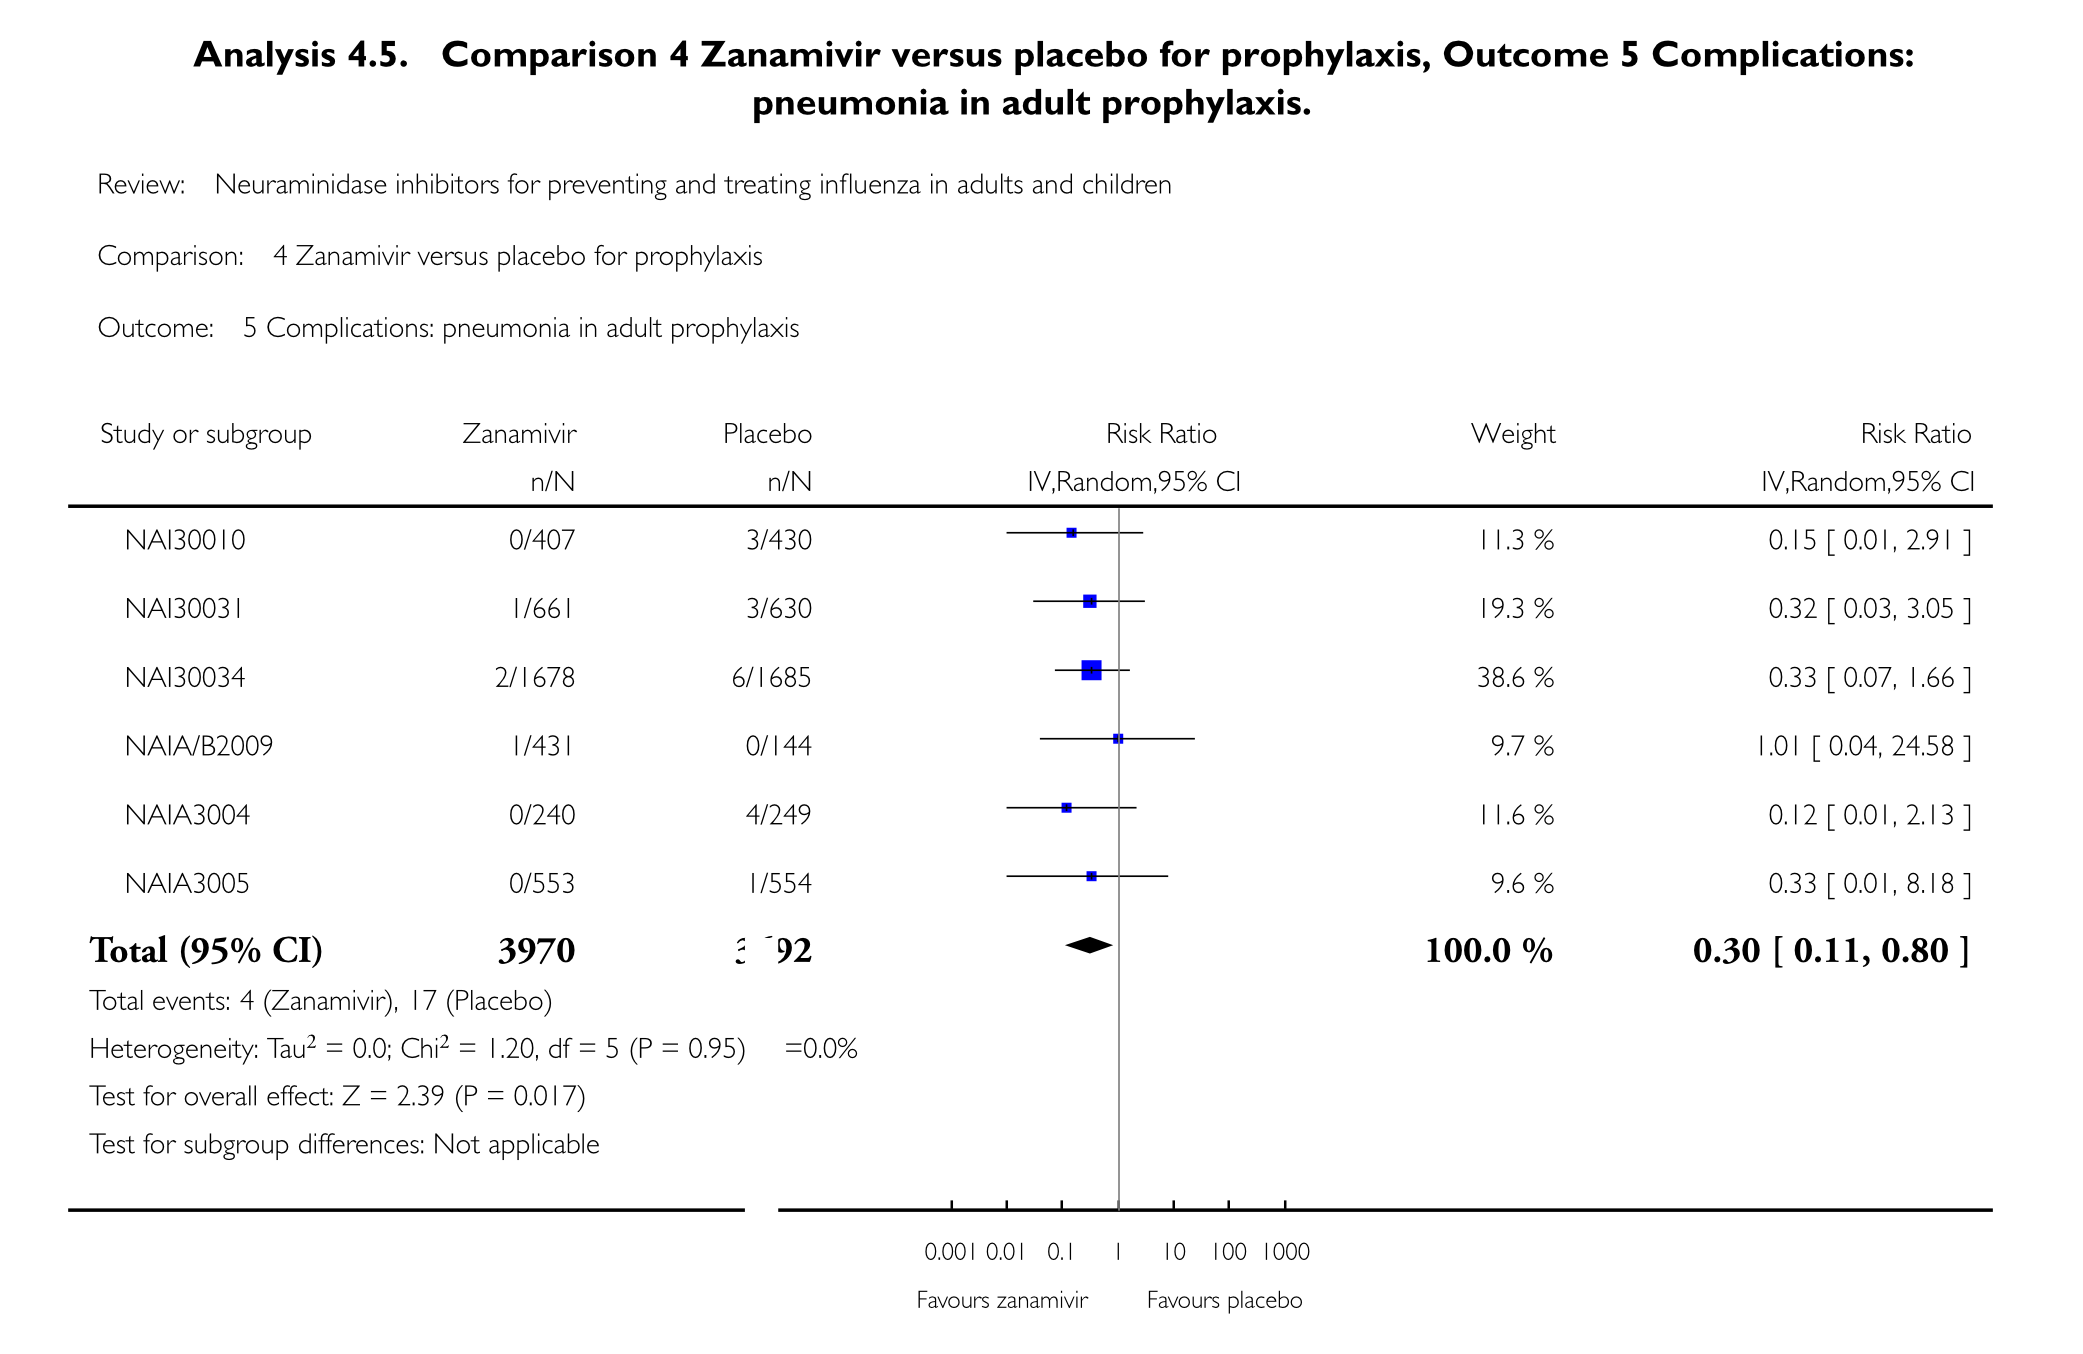 Analysis 4.5. Comparison 4 Zanamivir versus placebo for prophylaxis, Outcome 5 Complications:
pneumonia in adult prophylaxis.
Review: Neuraminidase inhibitors for preventing and treating influenza in adults and children
Comparison: 4 Zanamivir versus placebo for prophylaxis
Outcome: 5 Complications: pneumonia in adult prophylaxis
Study or subgroup Zanamivir Placebo Risk Ratio Weight Risk Ratio
n/N n/N IV,Random,95% CI IV,Random,95% CI
NAI30010 0/407 3/430 11.3 % 0.15 [ 0.01, 2.91 ]
NAI30031 1/661 3/630 19.3 % 0.32 [ 0.03, 3.05 ]
NAI30034 2/1678 6/1685 38.6 % 0.33 [ 0.07, 1.66 ]
NAIA/B2009 1/431 0/144 9.7 % 1.01 [ 0.04, 24.58 ]
NAIA3004 0/240 4/249 11.6 % 0.12 [ 0.01, 2.13 ]
NAIA3005 0/553 1/554 9.6 % 0.33 [ 0.01, 8.18 ]
Total (95% CI) 3970 100.0 % 0.30 [ 0.11, 0.80 ]
Total events: 4 (Zanamivir), 17 (Placebo)
Heterogeneity: Tau² = 0.0; Chi² = 1.20, df = 5 (P = 0.95) =0.0%
Test for overall effect: Z = 2.39 (P = 0.017)
Test for subgroup differences: Not applicable
0.001 0.01 0.1 1 10 100 1000
Favours zanamivir Favours placebo